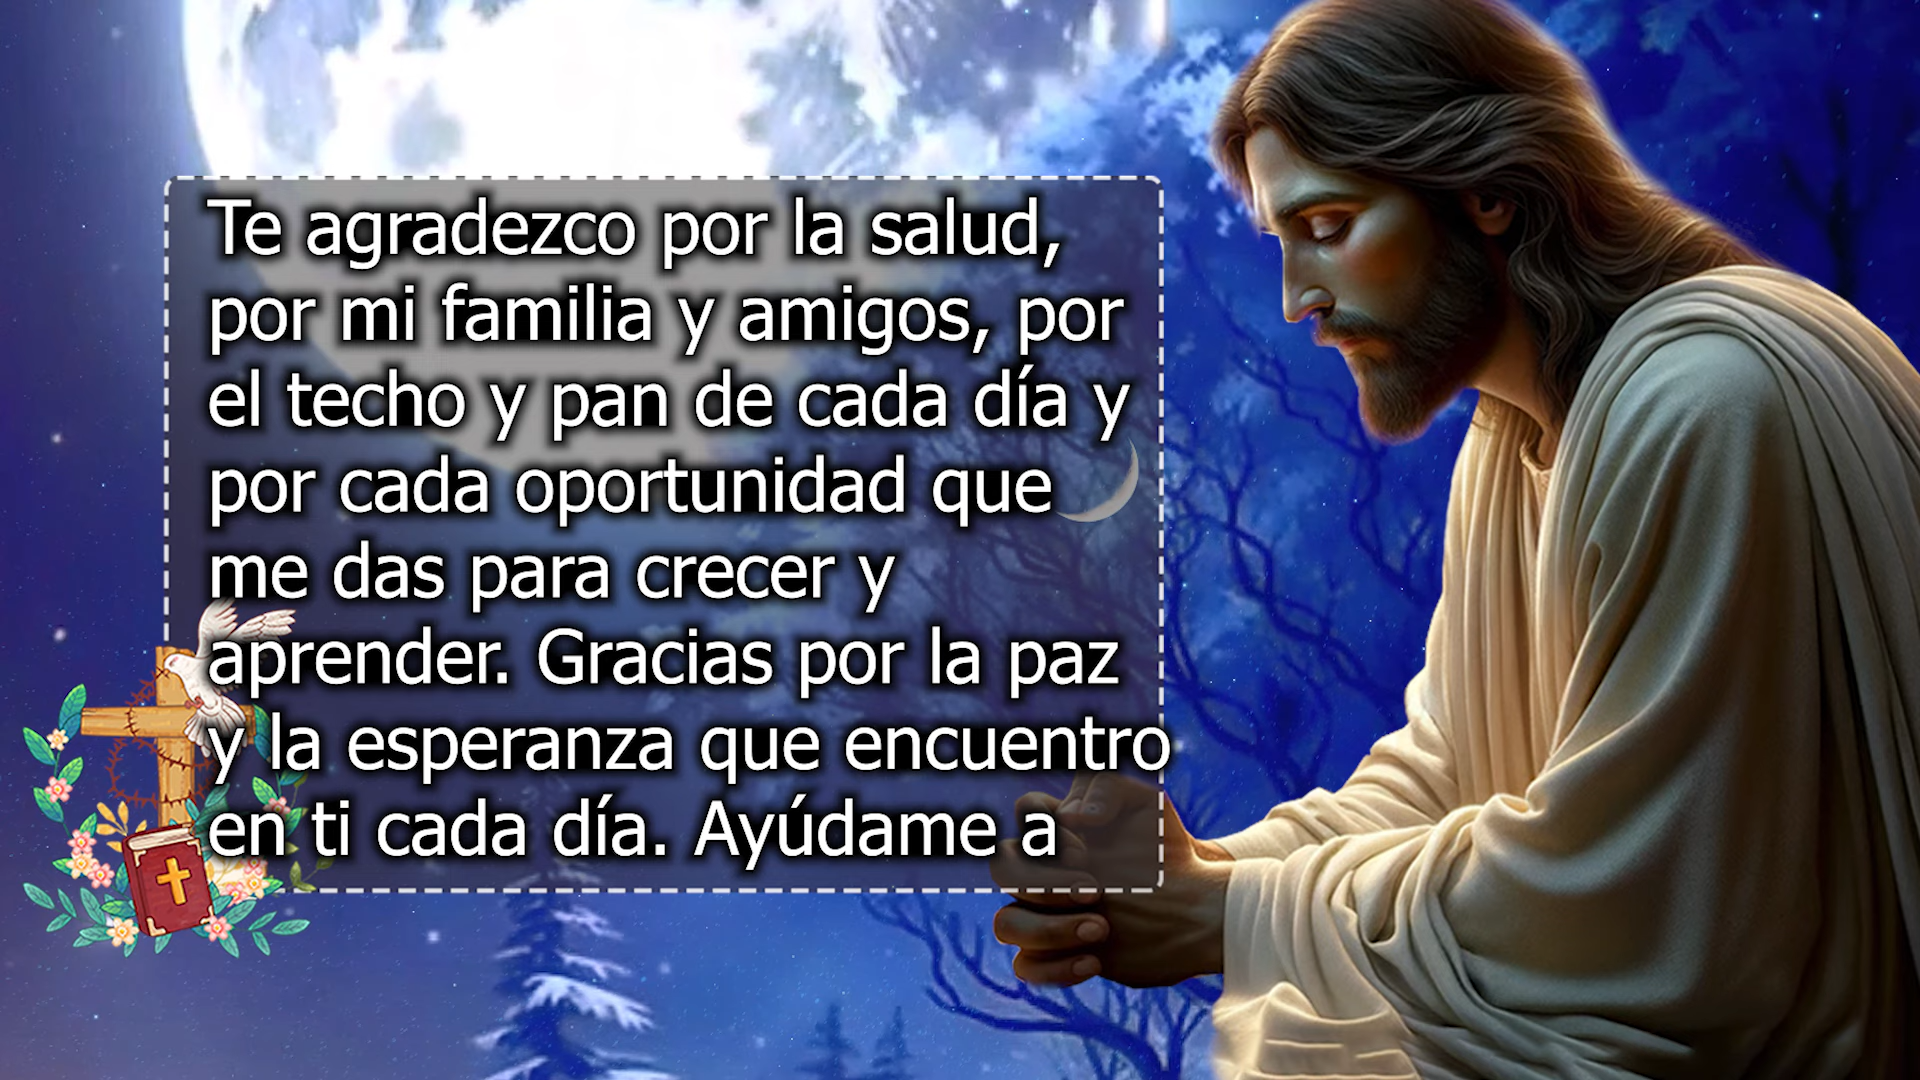 Te agradezco por la salud,
por mi familia y amigos, por
el techo y pan de cada día y
por cada oportunidad que
me das para crecer y
aprender. Gracias por la paz
y la esperanza que encuentro
en ti cada día. Ayúdame a